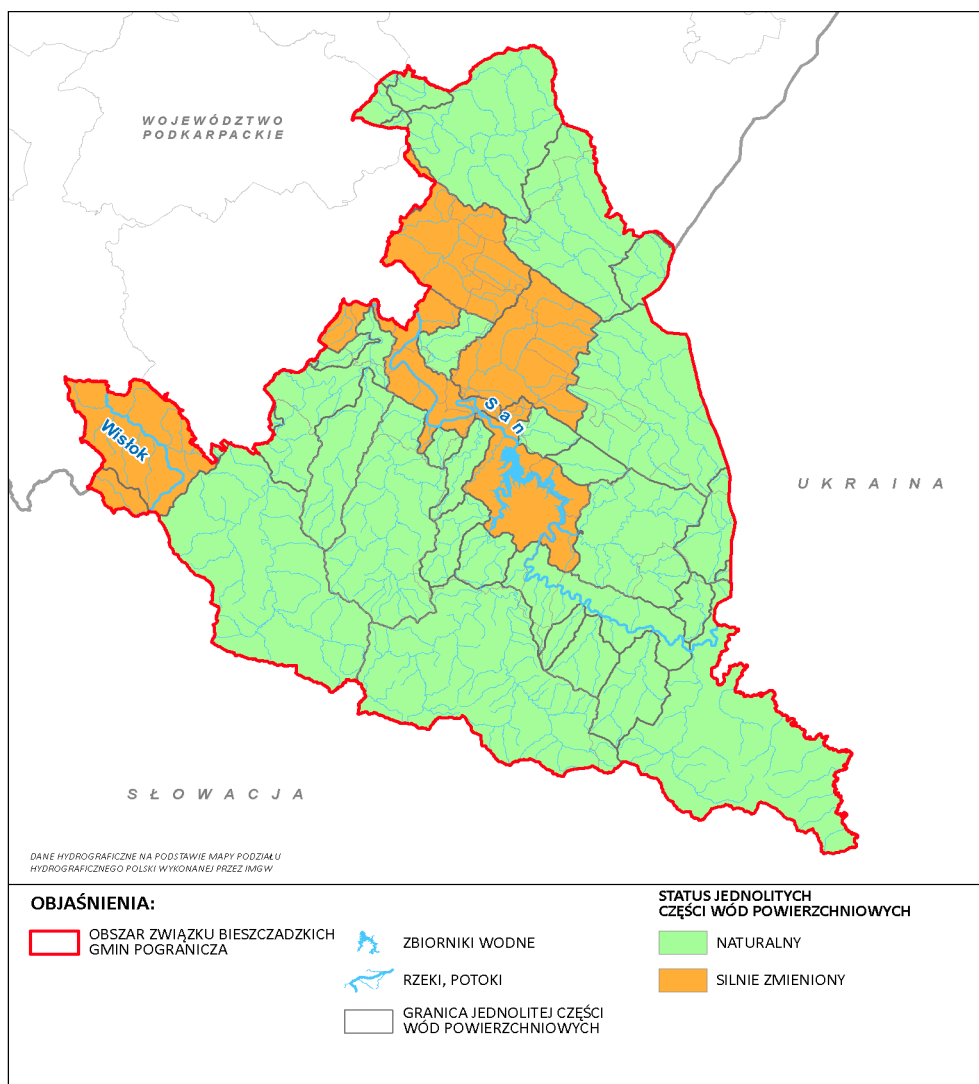 WOJEWÓDZTWO
PODKARPACKIE
San
Wisłok
UKRAINA
SŁOWACJA
DANE HYDROGRAFICZNE NA PODSTAWIE MAPY PODZIAŁU
HYDROGRAFICZNEGO POLSKI WYKONANEJ PRZEZ IMGW
OBJAŚNIENIA:
OBSZAR ZWIĄZKU BIESZCZADZKICH
GMIN POGRANICZA
ZBIORNIKI WODNE
RZEKI, POTOKI
GRANICA JEDNOLITEJ CZĘŚCI
WÓD POWIERZCHNIOWYCH
STATUS JEDNOLITYCH
CZĘŚCI WÓD POWIERZCHNIOWYCH
NATURALNY
SILNIE ZMIENIONY